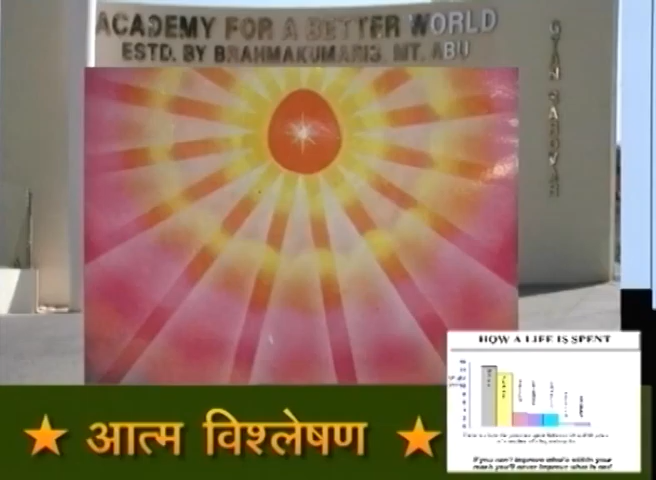 ACADEMY FOR A BETTER WORLD
ESTD. BY BRAHMAKUMARIS, MT. ABU
GYAN SAROVAR
HOW A LIFE IS SPENT
If you can't improve what's within your
reach you'll never improve what is not
आत्म विश्लेषण